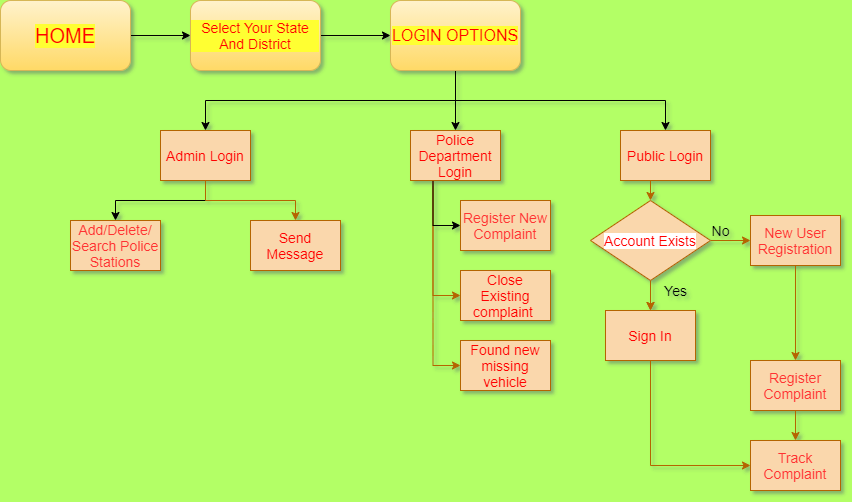 HOME
Select Your State
And District
LOGIN OPTIONS
Admin Login
Police
Department
Login
Public Login
Add/Delete/
Search Police
Stations
Send
Message
Register New
Complaint
Close
Existing
complaint
Found new
missing
vehicle
Account Exists
No
New User
Registration
Yes
Sign In
Register
Complaint
Track
Complaint